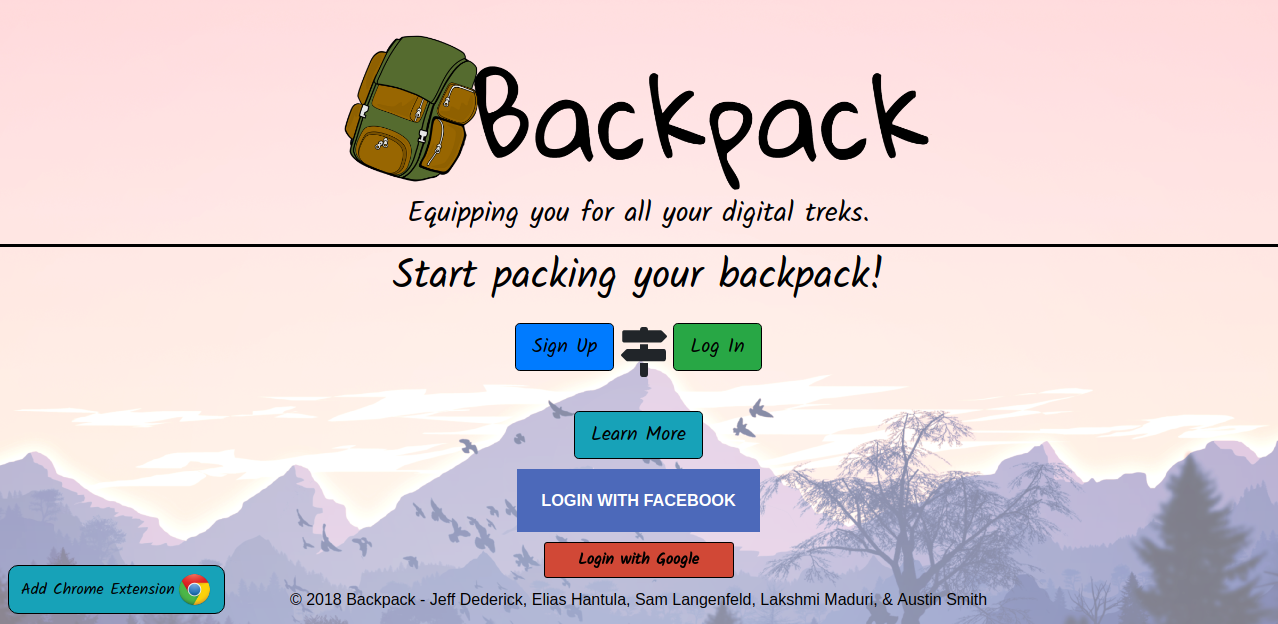 Backpack
Equipping you for all your digital treks.
Start packing your backpack!
Sign Up
Log In
Learn More
LOGIN WITH FACEBOOK
Login with Google
Add Chrome Extension
© 2018 Backpack - Jeff Dederick, Elias Hantula, Sam Langenfeld, Lakshmi Maduri, & Austin Smith